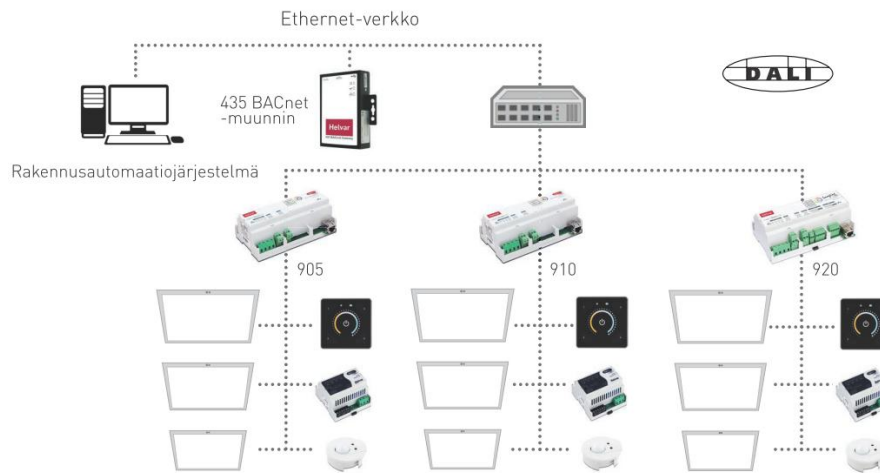 Ethernet-verkko
DALI
435 BACnet
-muunnin
Helvar
Rakennusautomaatiojärjestelmä
905
910
920